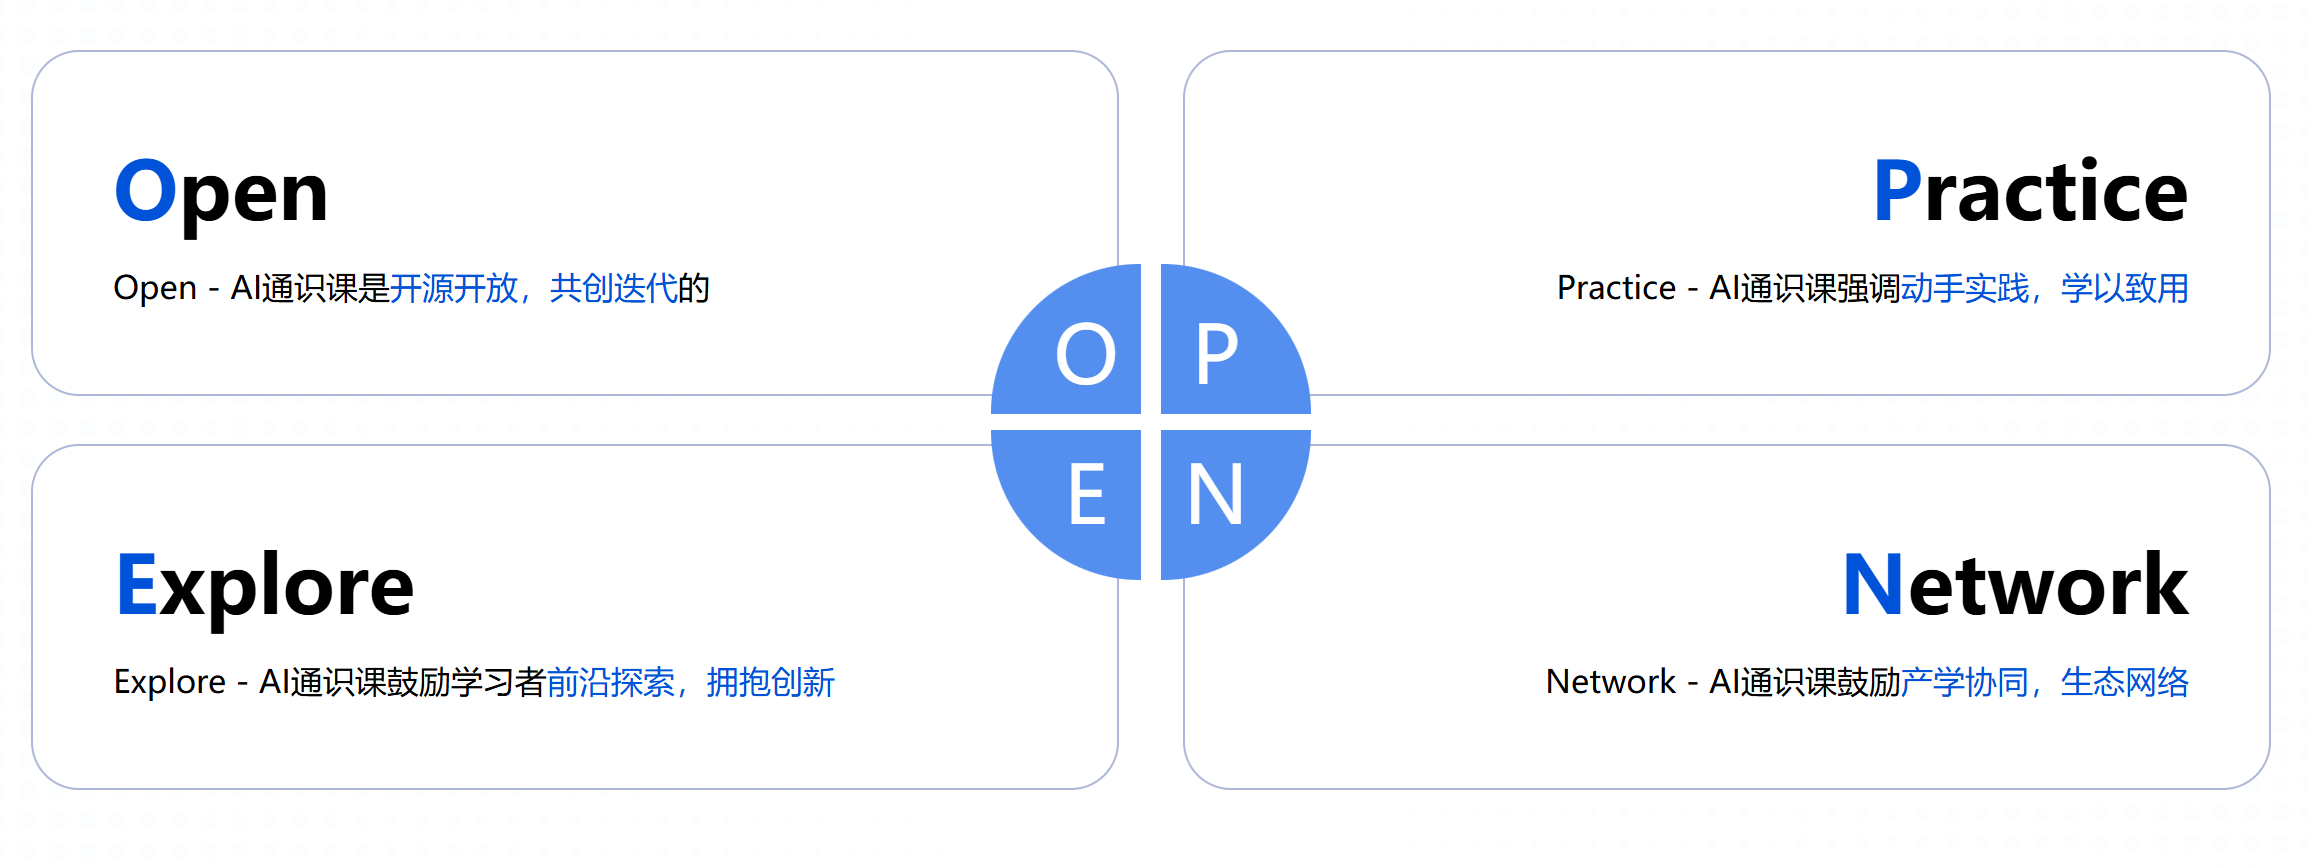 Open
Open - AI通识课是开源开放，共创迭代的
Practice
Practice - AI通识课强调动手实践，学以致用
O P
E N
Explore
Explore - AI通识课鼓励学习者前沿探索，拥抱创新
Network
Network - AI通识课鼓励产学协同，生态网络